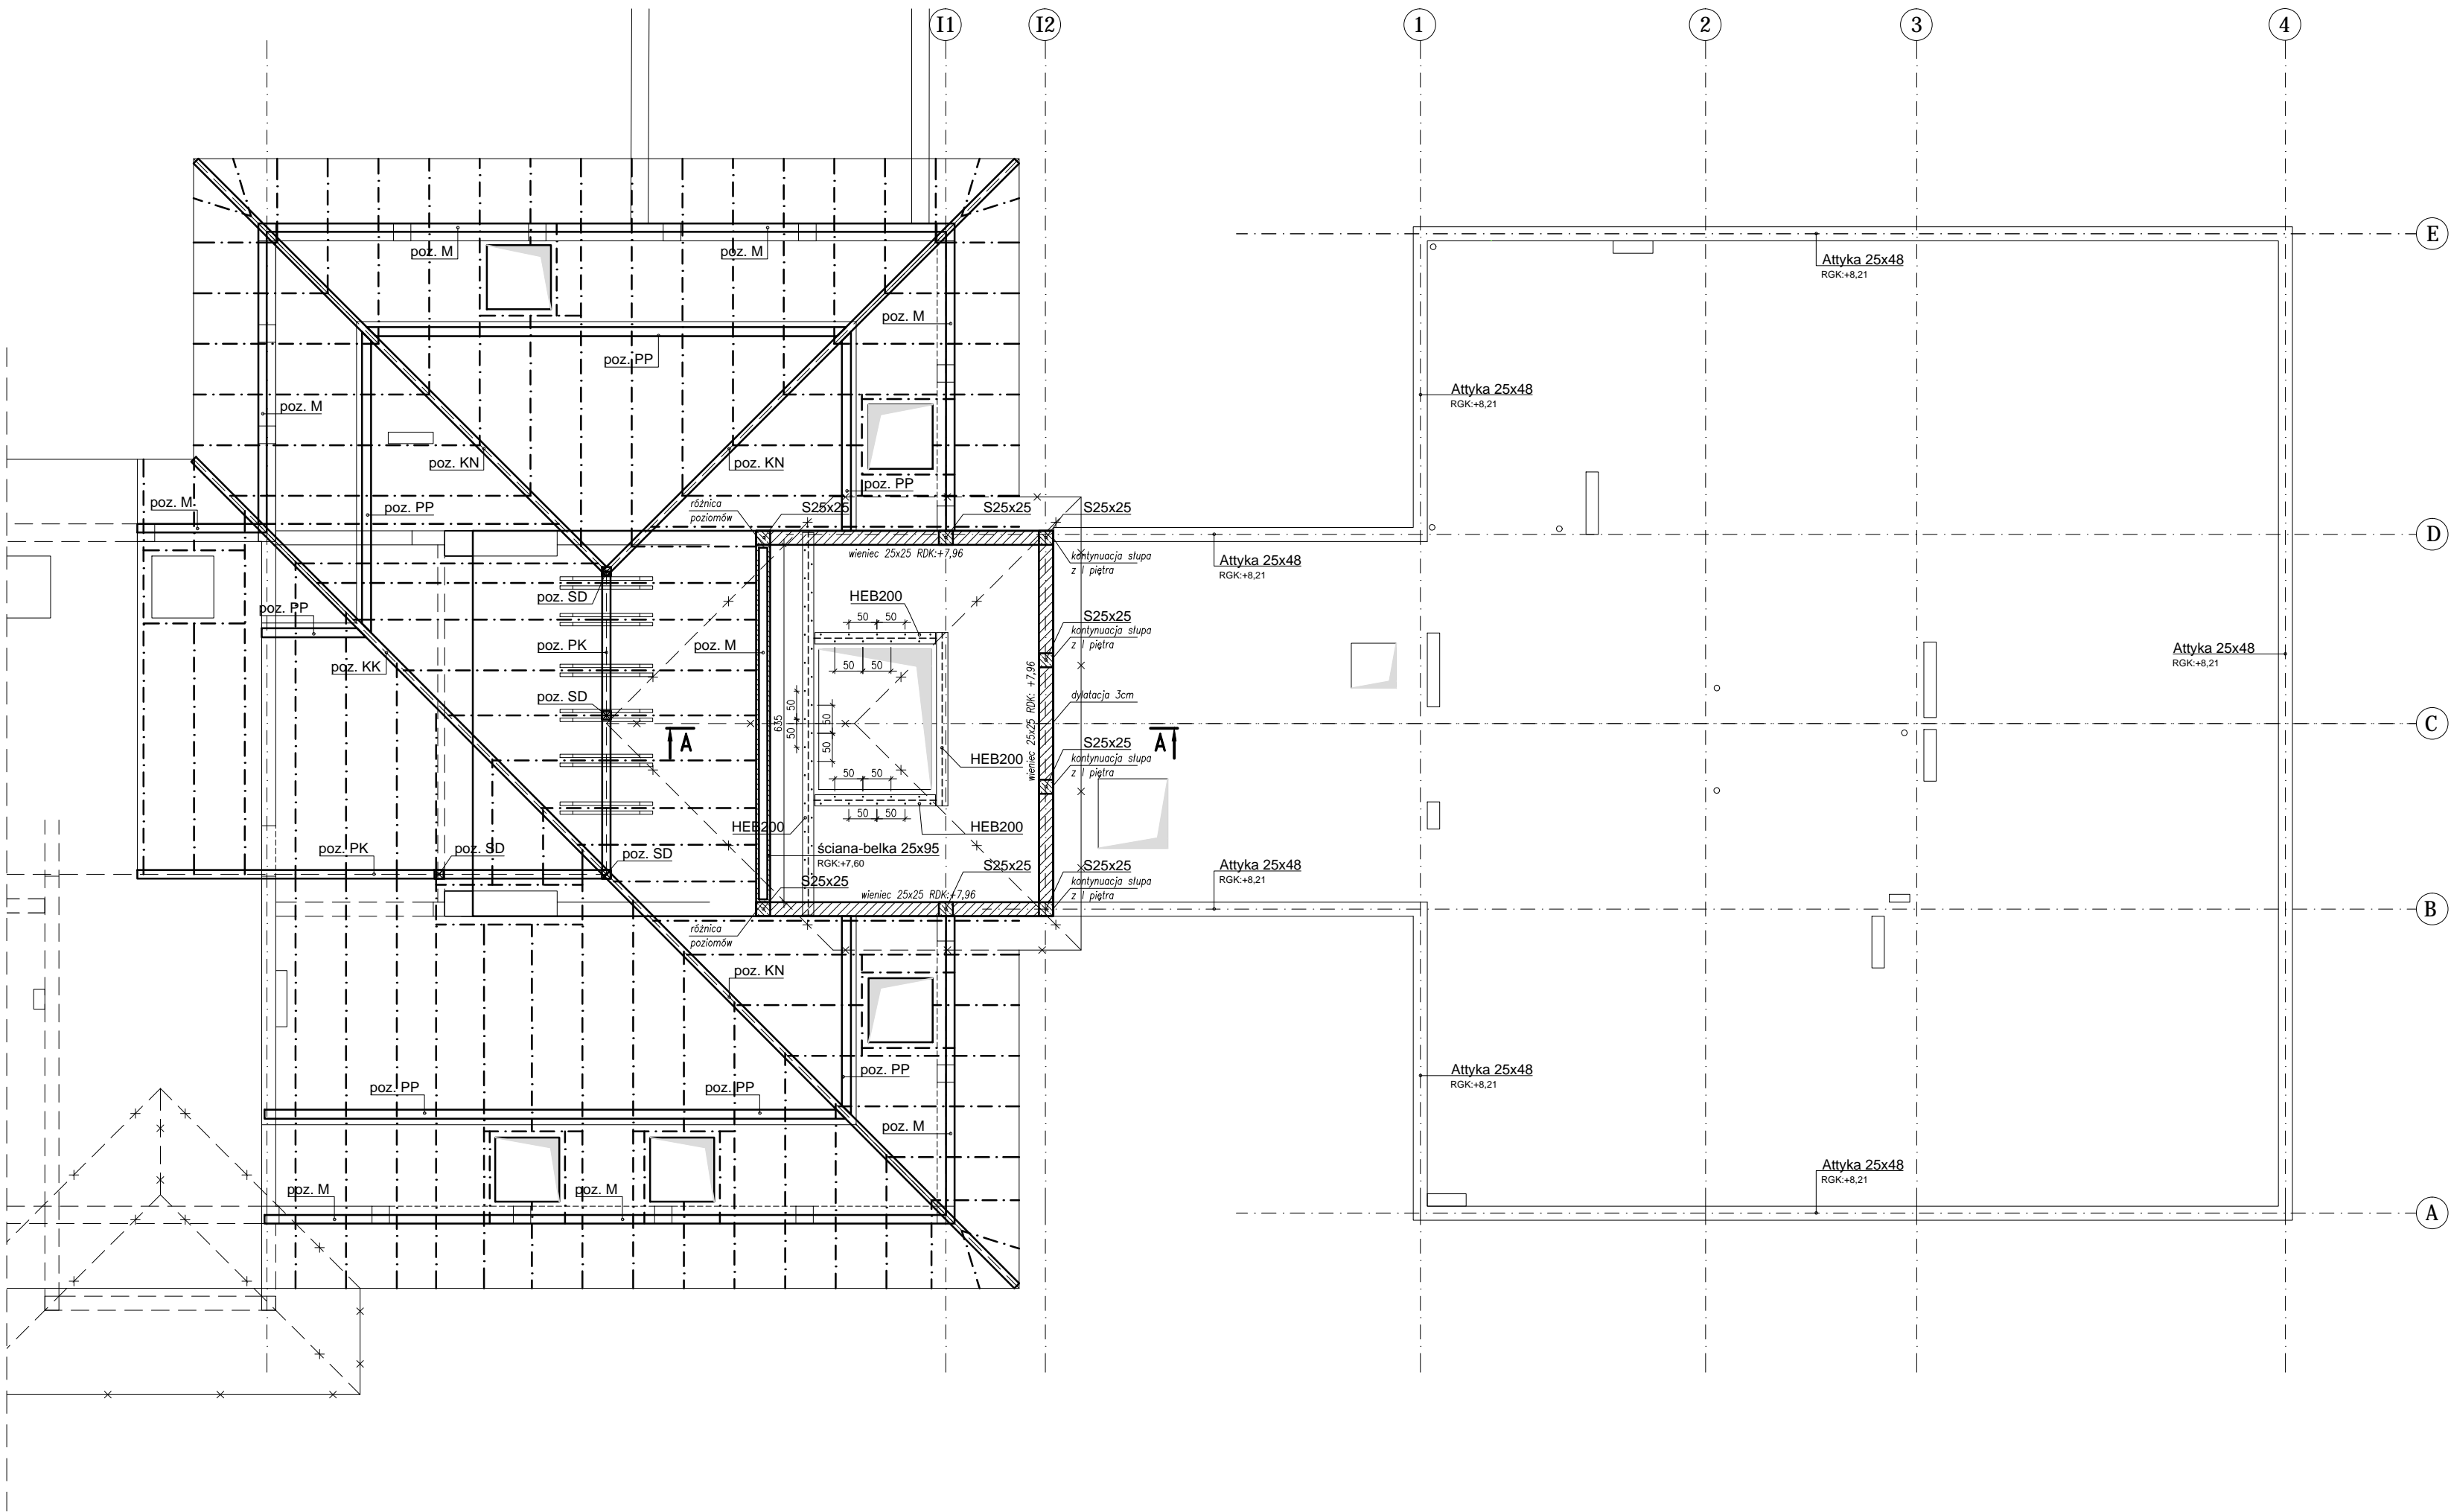 I1
I2
1
2
3
4
E
poz. M
poz. M
Attyka 25x48
RGK:+8,21
poz. M
poz. PP
Attyka 25x48
RGK:+8,21
poz. M
poz. KN
poz. KN
poz. PP
poz. M
poz. PP
różnica
poziomów
S25x25
S25x25
S25x25
D
wieniec 25x25 RDK:+7,96
kontynuacja słupa
z I piętra
Attyka 25x48
RGK:+8,21
poz. SD
HEB200
poz. PP
50
50
S25x25
kontynuacja słupa
z I piętra
poz. PK
poz. M
Attyka 25x48
RGK:+8,21
poz. KK
50
50
wieniec 25x25 RDK: +7,96
dylatacja 3cm
poz. SD
635
50
50
50
50
C
A
A
S25x25
kontynuacja słupa
z I piętra
HEB200
50
50
50
50
HEB200
HEB200
poz. PK
poz. SD
poz. SD
ściana-belka 25x95
RGK:+7,60
S25x25
S25x25
kontynuacja słupa
z I piętra
Attyka 25x48
RGK:+8,21
S25x25
wieniec 25x25 RDK:+7,96
B
różnica
poziomów
poz. KN
poz. PP
Attyka 25x48
RGK:+8,21
poz. PP
poz. PP
poz. M
Attyka 25x48
RGK:+8,21
poz. M
poz. M
A